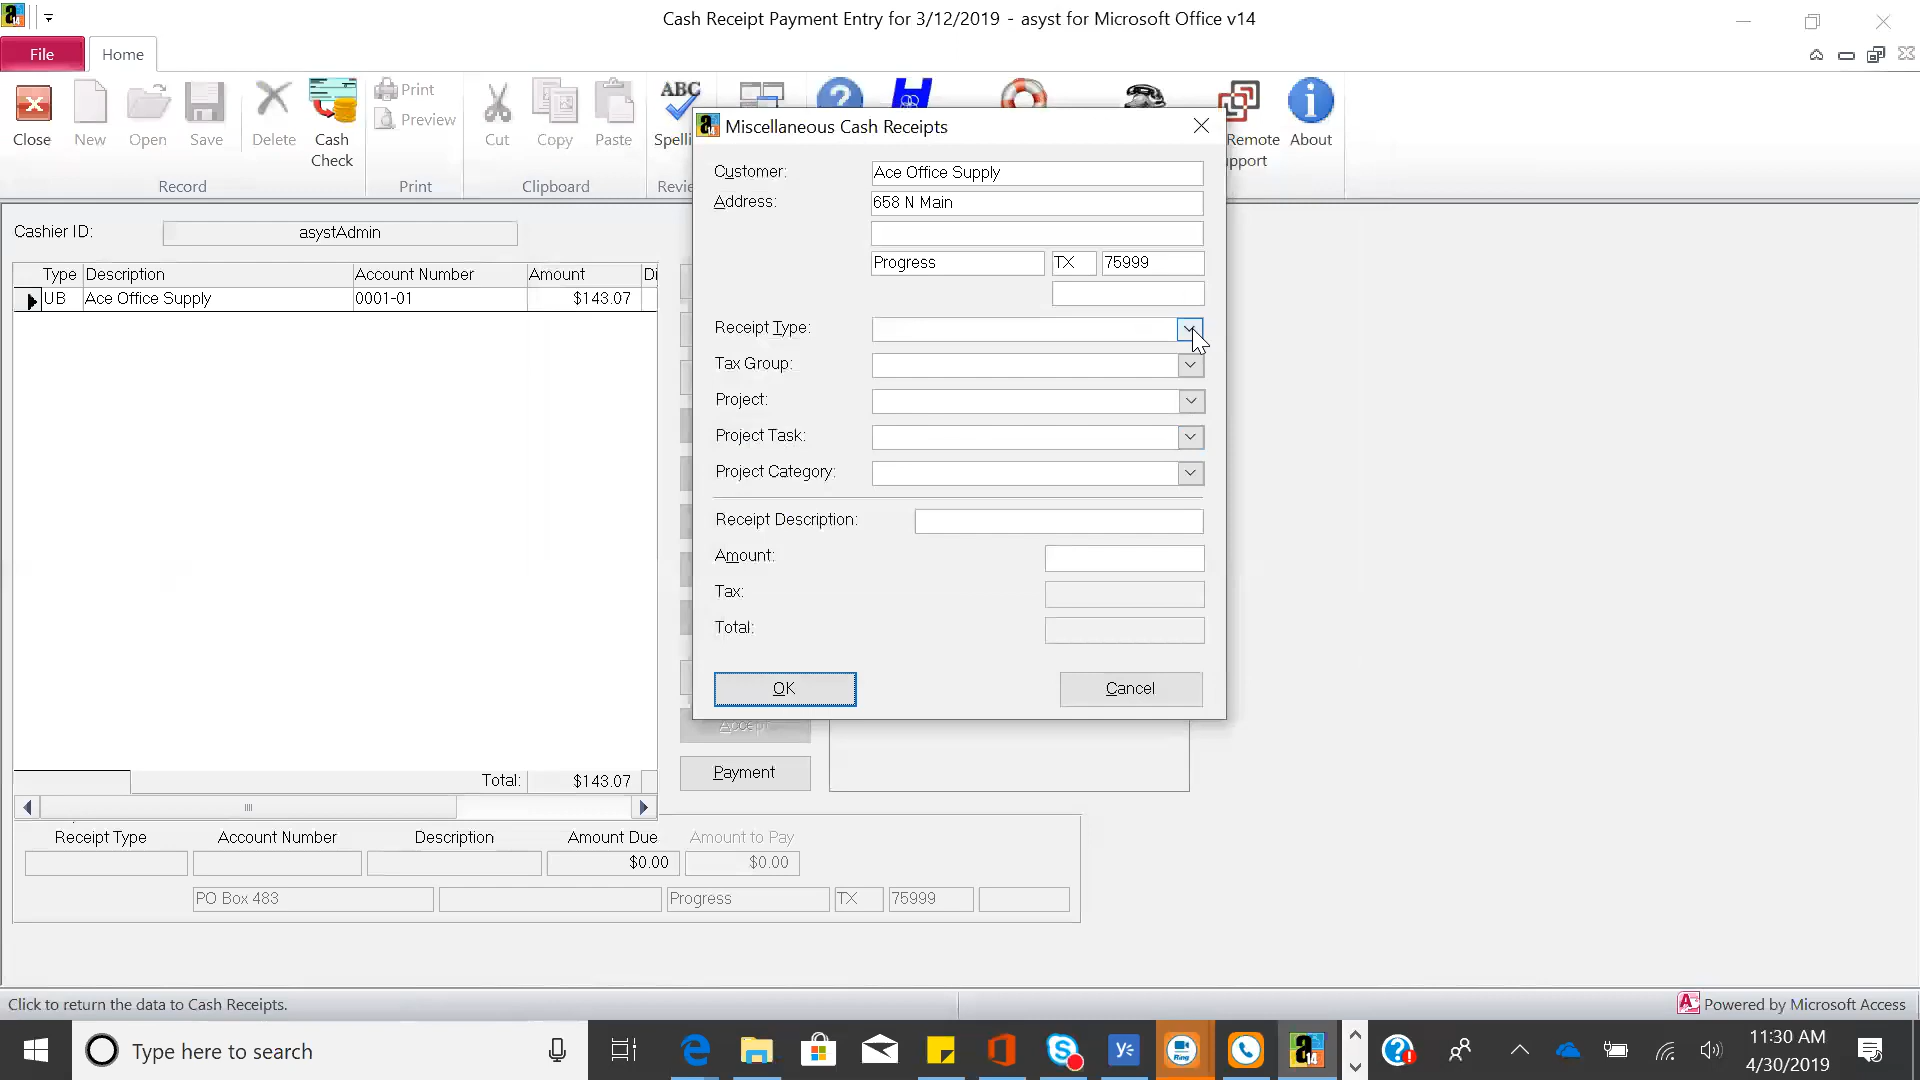 Cash Receipt Payment Entry for 3/12/2019 - asyst for Microsoft Office v14
File
Home
Close
New
Open
Save
Delete
Cash
Check
Record
Print
Preview
Print
Cut
Copy
Paste
Clipboard
ABC
Remote
About
Cashier ID:
asystAdmin
Type
Description
Account Number
Amount
UB
Ace Office Supply
0001-01
$143.07
Total:
$143.07
Miscellaneous Cash Receipts
Customer:
Ace Office Supply
Address:
658 N Main
Progress
TX
75999
Receipt Type:
Tax Group:
Project:
Project Task:
Project Category:
Receipt Description:
Amount:
Tax:
Total:
OK
Cancel
Accept
Payment
Receipt Type
Account Number
Description
Amount Due
Amount to Pay
$0.00
$0.00
PO Box 483
Progress
TX
75999
Click to return the data to Cash Receipts.
Powered by Microsoft Access
Type here to search
11:30 AM
4/30/2019